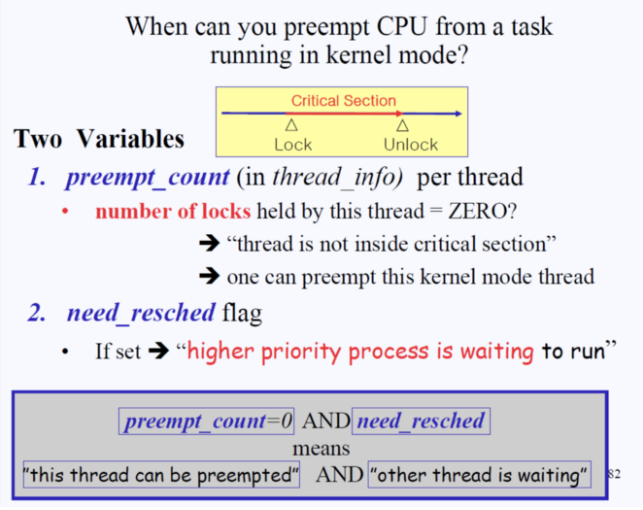 When can you preempt CPU from a task
running in kernel mode?
Critical Section
Lock Unlock
Two Variables
1. preempt_count (in thread_info) per thread
• number of locks held by this thread = ZERO?
➔ “thread is not inside critical section”
➔ one can preempt this kernel mode thread
2. need_resched flag
• If set ➔ “higher priority process is waiting to run”
preempt_count=0 AND need_resched
means
"this thread can be preempted" AND "other thread is waiting"
82